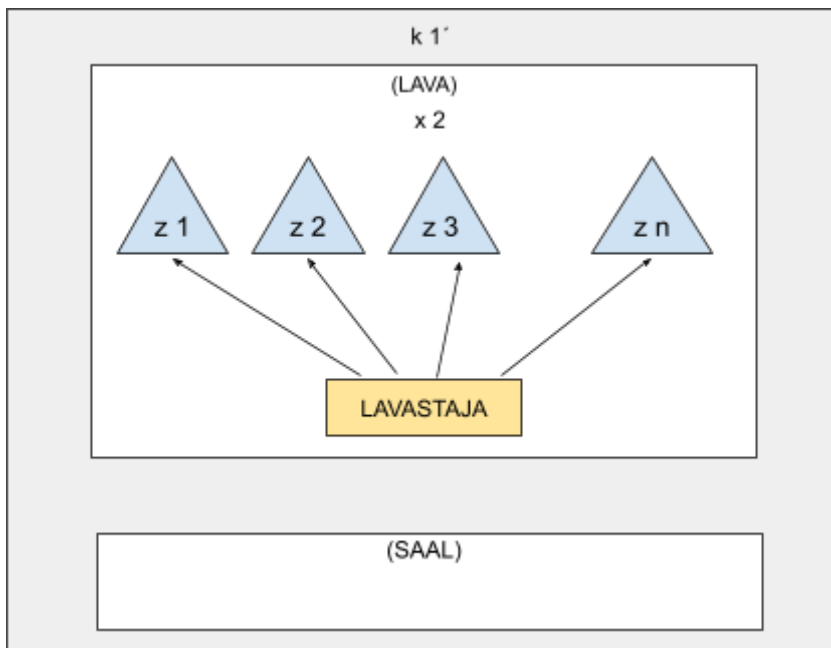 k 1´
(LAVA)
x 2
z 1 z 2 z 3 z n
LAVASTAJA
(SAAL)